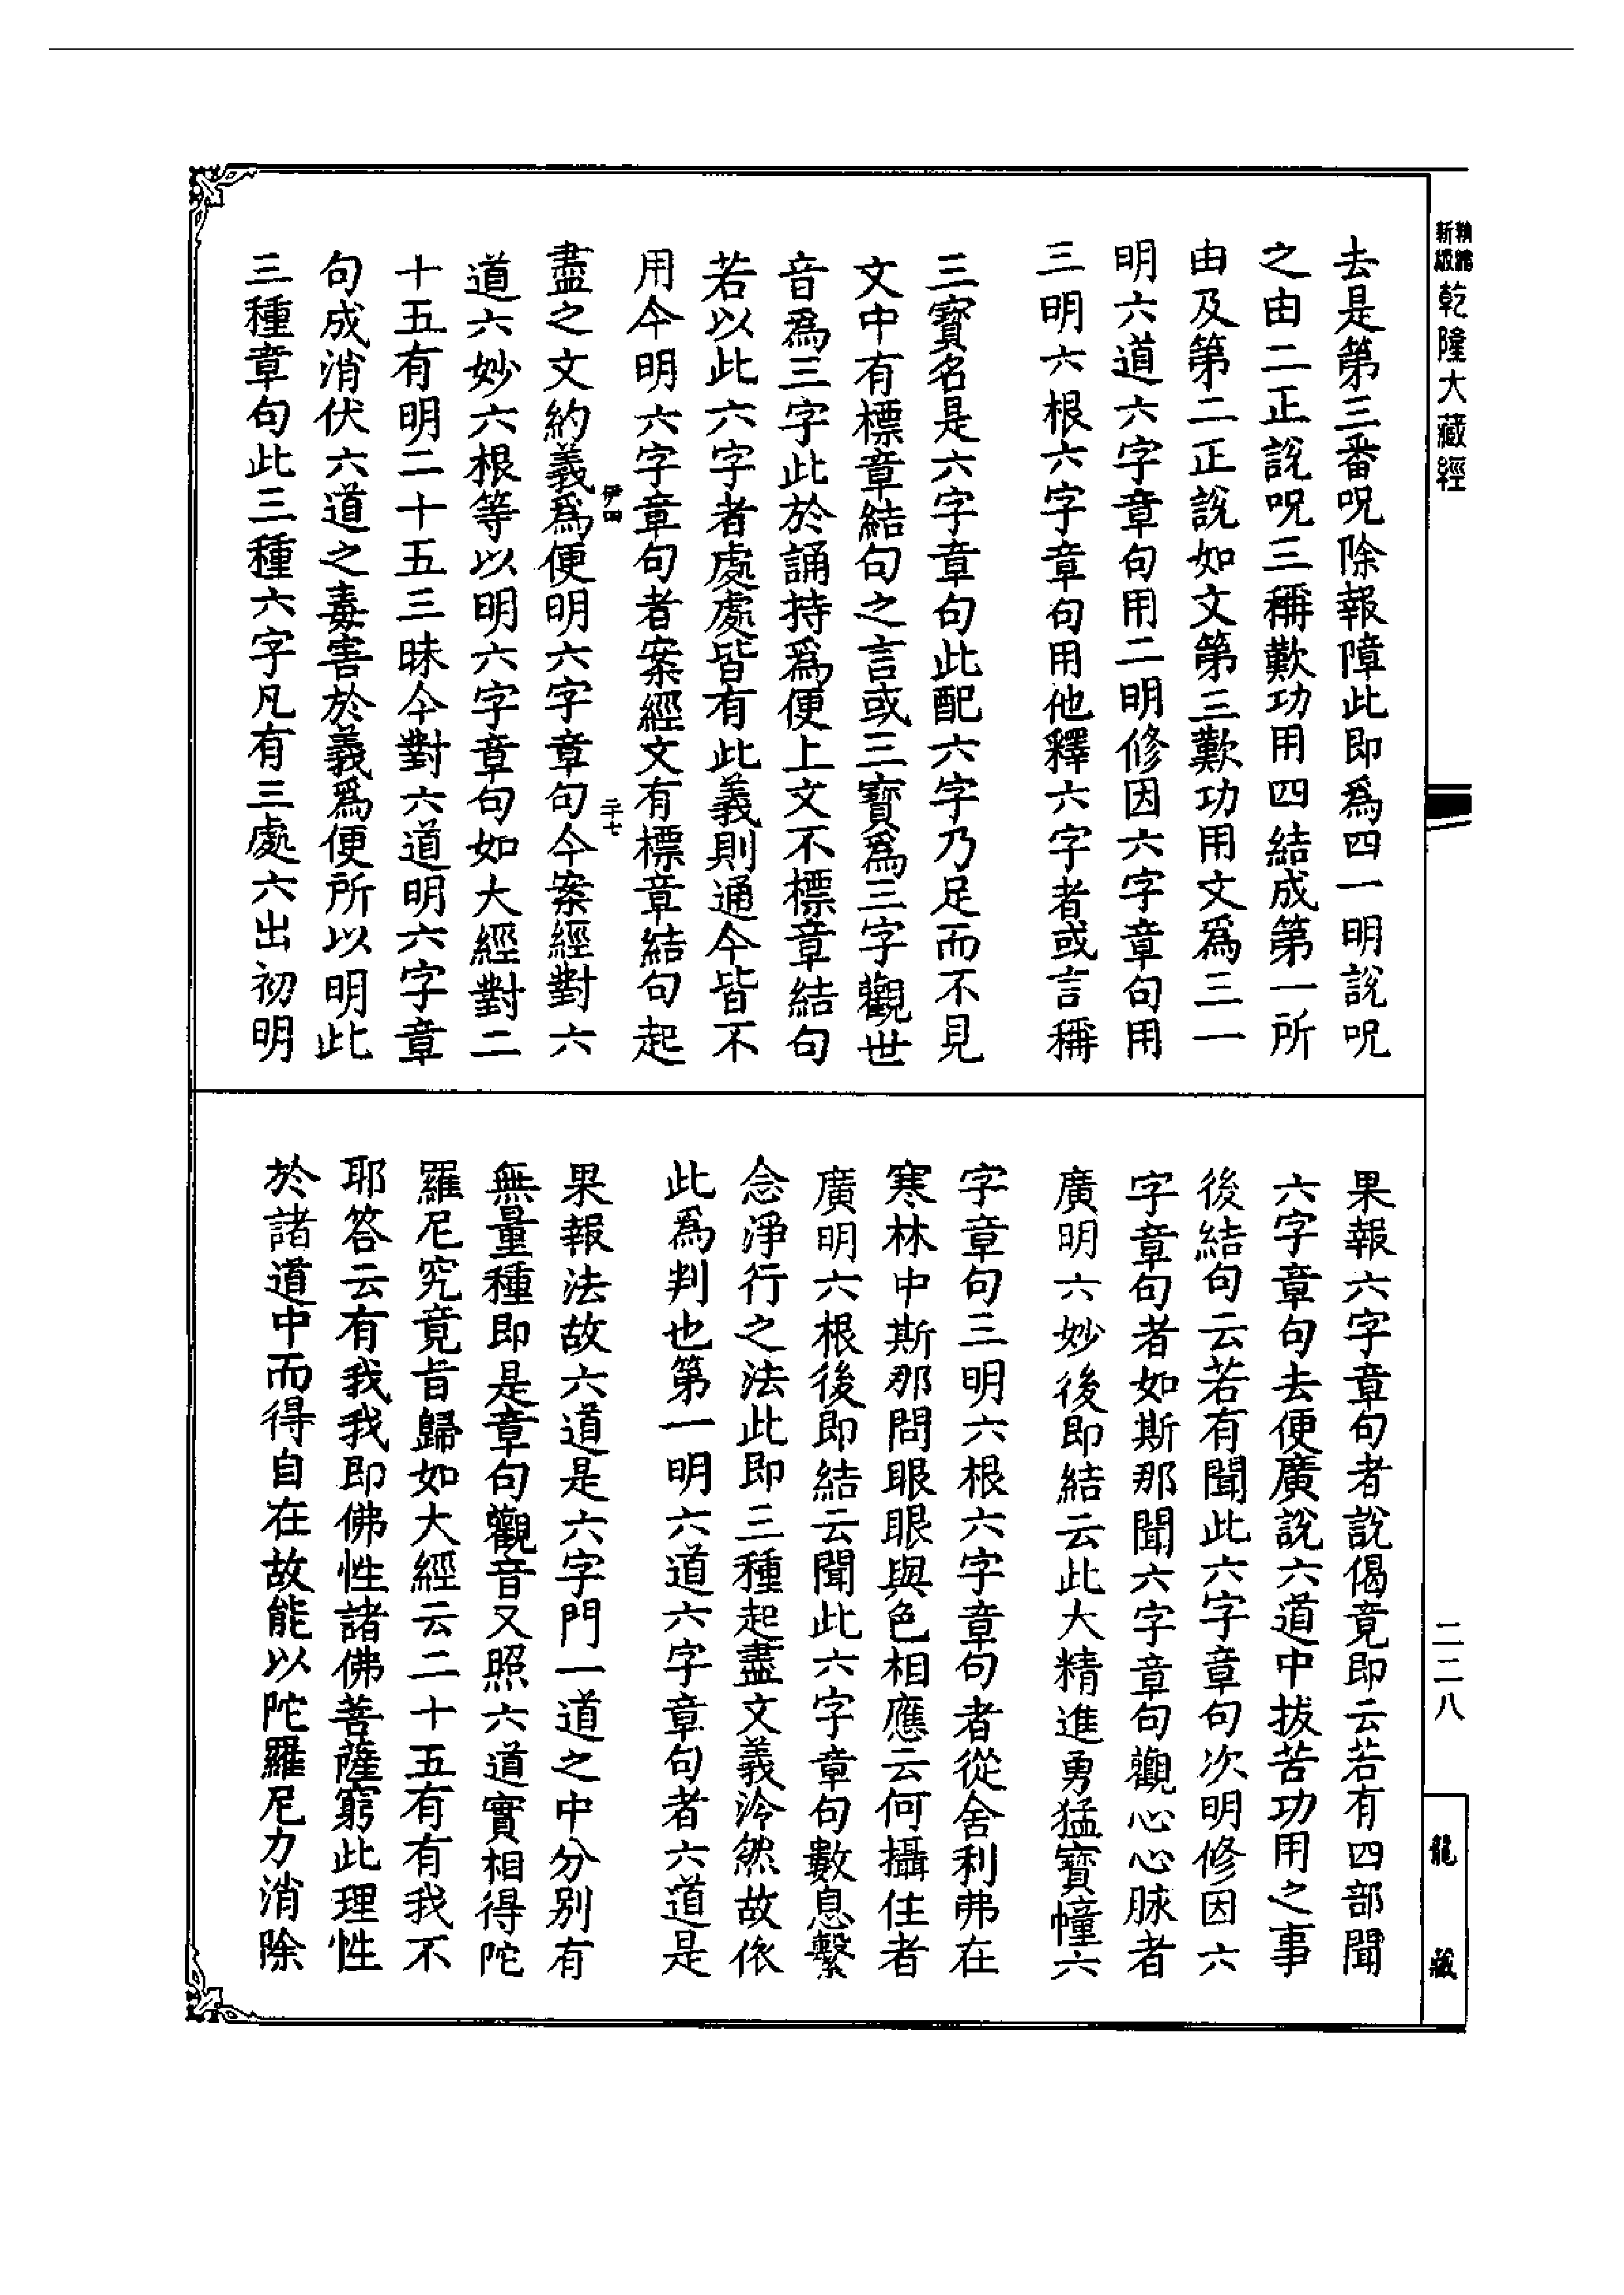 新編縮版乾隆大藏經
去是第三番呪除報障此即爲四一明說呪
之由二正說呪三稱歎功用四結成第一所
由及第二正說如文第三歎功用文爲三一
明六道六字章句用二明修因六字章句用
三明六根六字章句用他釋六字者或言稱
三寶名是六字章句此配六字乃足而不見
文中有標章結句之言或三寶爲三字觀世
音爲三字此於誦持爲便上文不標章結句
若以此六字者處處皆有此義則通今皆不
用今明六字章句者案經文有標章結句起
伊四
二十七
盡之文約義爲便明六字章句今案經對六
道六妙六根等以明六字章句如大經對二
十五有明二十五三昧今對六道明六字章
句成消伏六道之毒害於義爲便所以明此
三種章句此三種六字凡有三處六出初明
果報六字章句者說偈竟即云若有四部聞
六字章句去便廣說六道中拔苦功用之事
後結句云若有聞此六字章句次明修因六
字章句者如斯那聞六字章句觀心心脉者
廣明六妙後即結云此大精進勇猛寶幢六
字章句三明六根六字章句者從舍利弗在
寒林中斯那問眼眼與色相應云何攝住者
廣明六根後即結云聞此六字章句數息繫
念淨行之法此即三種起盡文義泠然故依
此爲判也第一明六道六字章句者六道是
果報法故六道是六字門一道之中分別有
無量種即是章句觀音又照六道實相得陀
羅尼究竟旨歸如大經云二十五有有我不
耶答云有我我即佛性諸佛菩薩窮此理性
於諸道中而得自在故能以陀羅尼力消除
二二八
龍藏